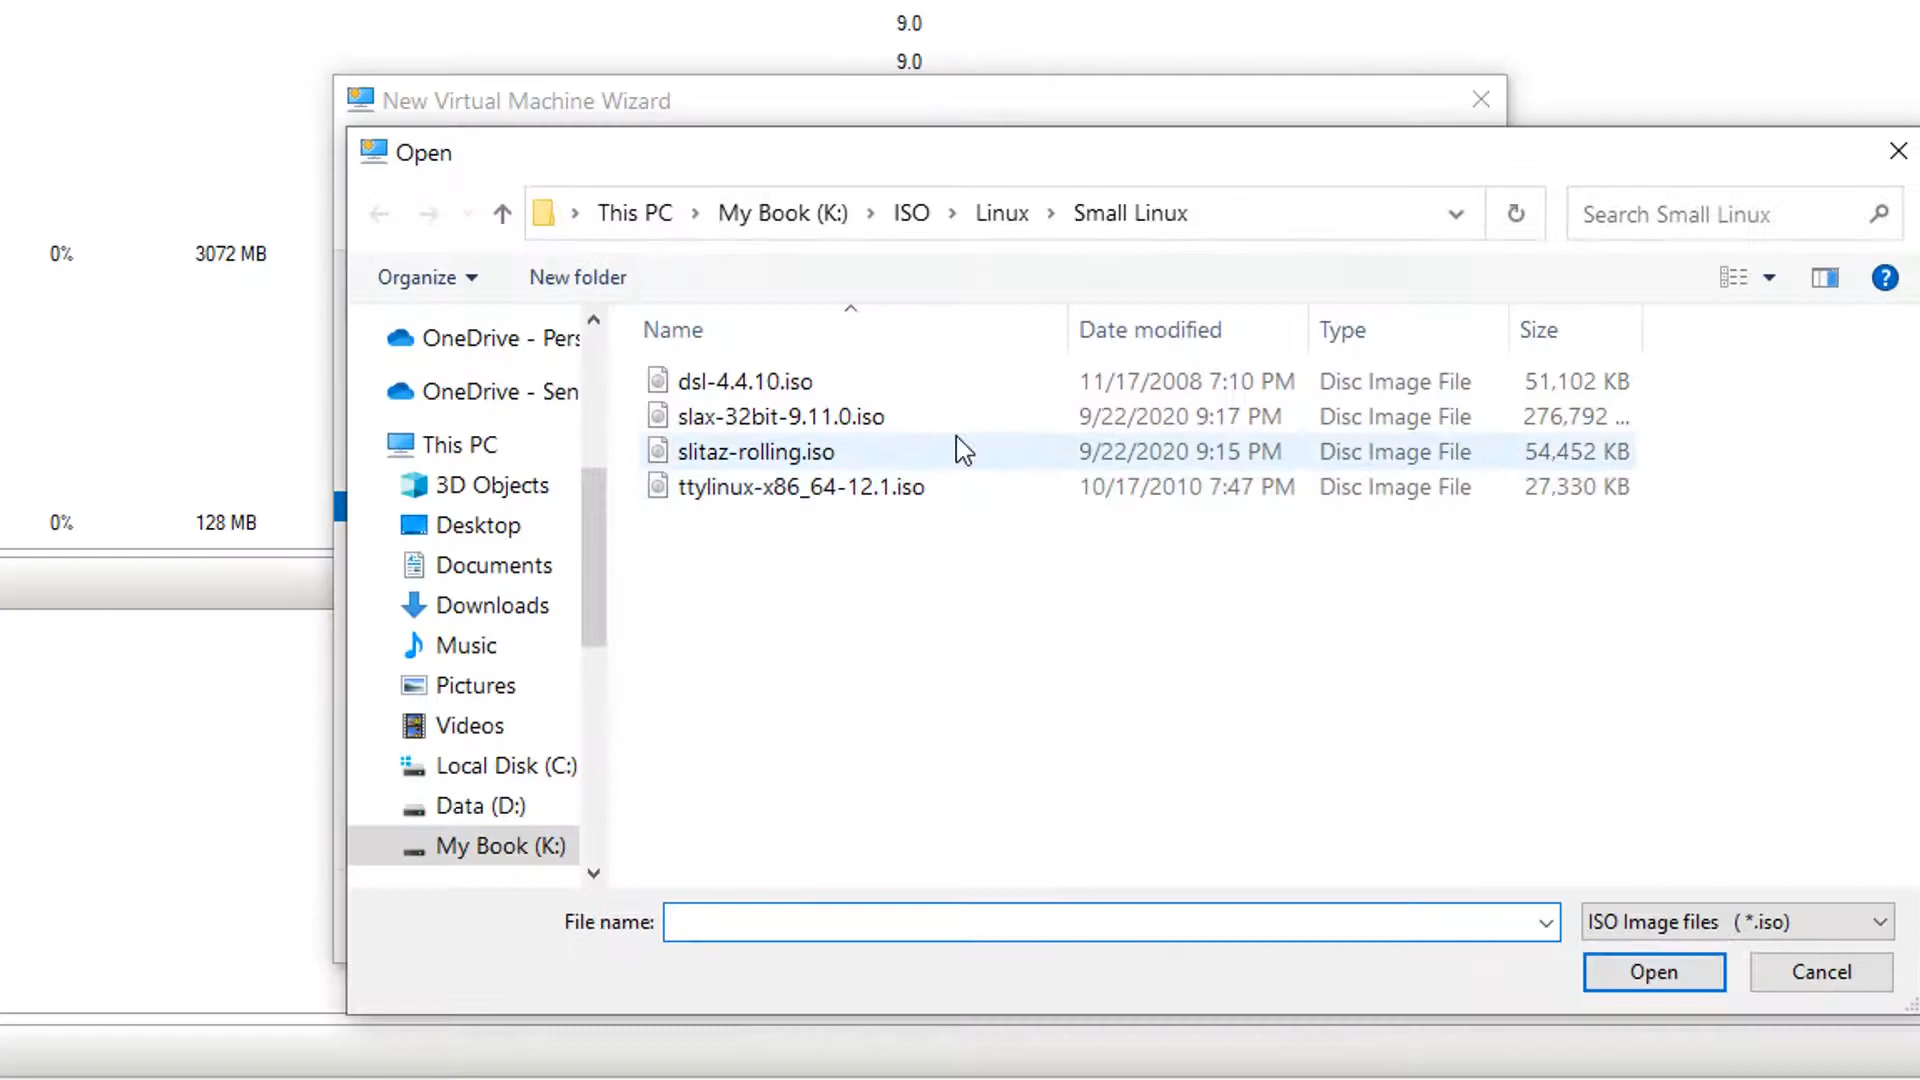 9.0
9.0
New Virtual Machine Wizard
Open
This PC > My Book (K:) > ISO > Linux > Small Linux
Search Small Linux
0% 3072 MB
Organize New folder
OneDrive - Pers
OneDrive - Sen
This PC
3D Objects
Desktop
Documents
Downloads
Music
Pictures
Videos
Local Disk (C:)
Data (D:)
My Book (K:)
Name Date modified Type Size
dsl-4.4.10.iso 11/17/2008 7:10 PM Disc Image File 51,102 KB
slax-32bit-9.11.0.iso 9/22/2020 9:17 PM Disc Image File 276,792 ...
slitaz-rolling.iso 9/22/2020 9:15 PM Disc Image File 54,452 KB
ttylinux-x86_64-12.1.iso 10/17/2010 7:47 PM Disc Image File 27,330 KB
0% 128 MB
File name: ISO Image files ( *.iso)
Open Cancel